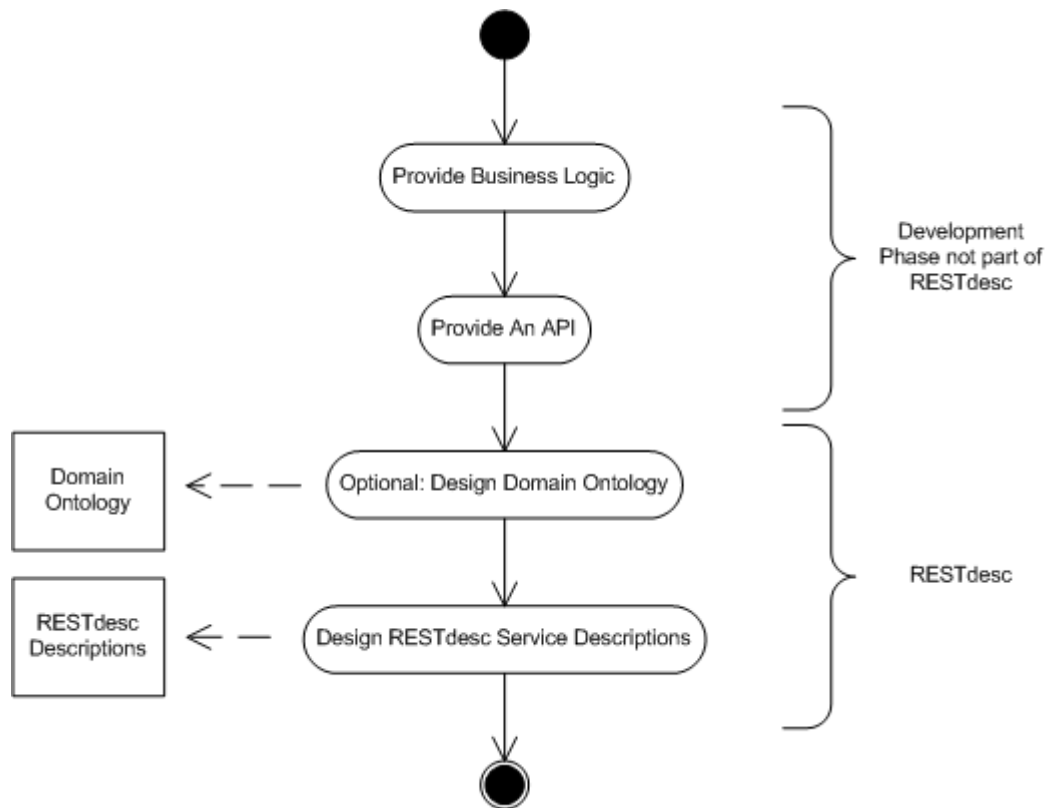 Provide Business Logic
Development
Phase not part of
RESTdesc
Provide An API
Domain
Ontology
Optional: Design Domain Ontology
RESTdesc
RESTdesc
Descriptions
Design RESTdesc Service Descriptions